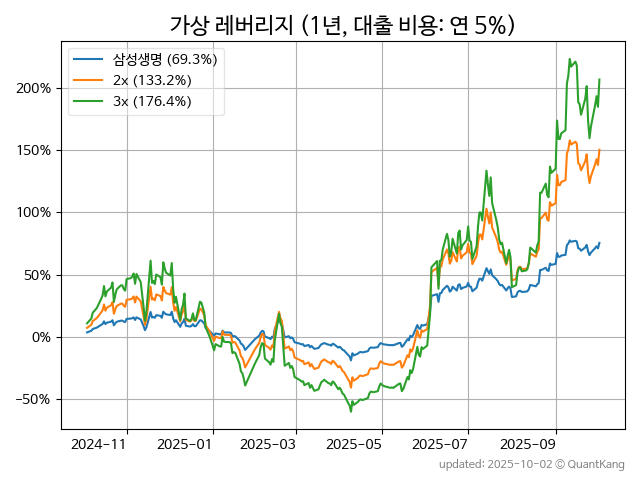 가상 레버리지 (1년, 대출 비용: 연 5%)
삼성생명 (69.3%)
2x (133.2%)
3x (176.4%)
200%
150%
100%
50%
0%
−50%
2024-11 2025-01 2025-03 2025-05 2025-07 2025-09
updated: 2025-10-02 © QuantKang